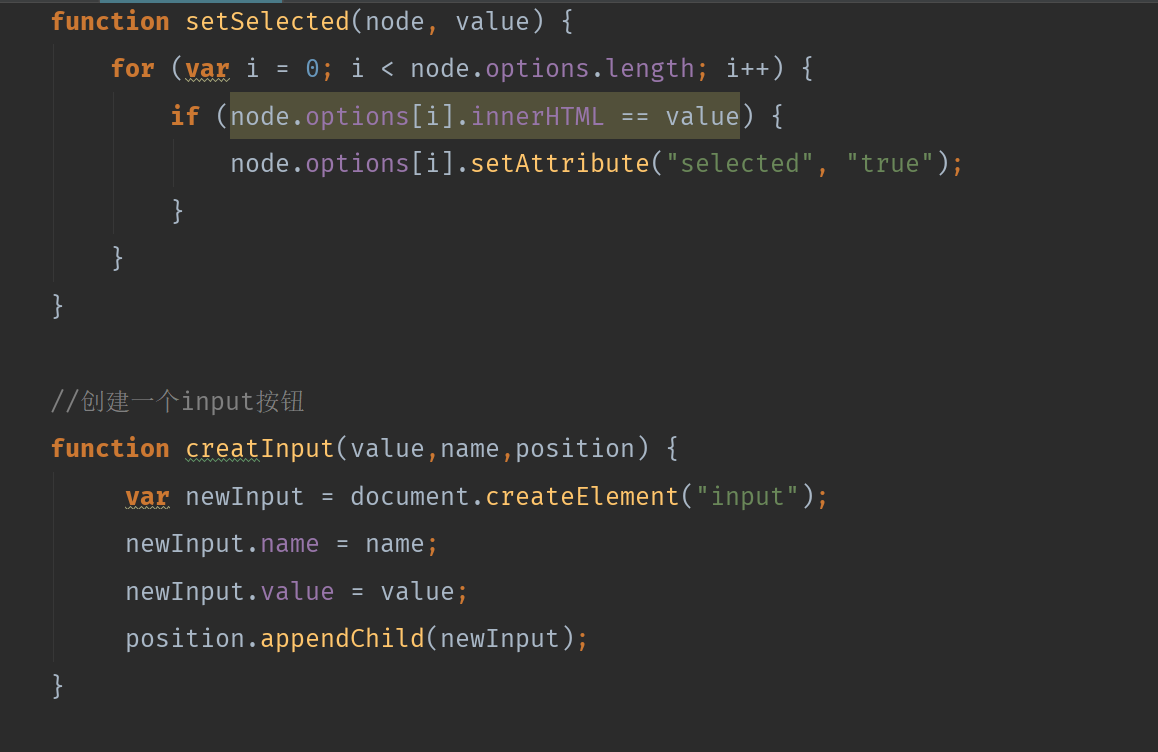 function setSelected(node, value) {
for (var i = 0; i < node.options.length; i++) {
if (node.options[i].innerHTML == value) {
node.options[i].setAttribute("selected", "true");
}
}
}
//创建一个input按钮
function creatInput(value,name,position) {
var newInput = document.createElement("input");
newInput.name = name;
newInput.value = value;
position.appendChild(newInput);
}